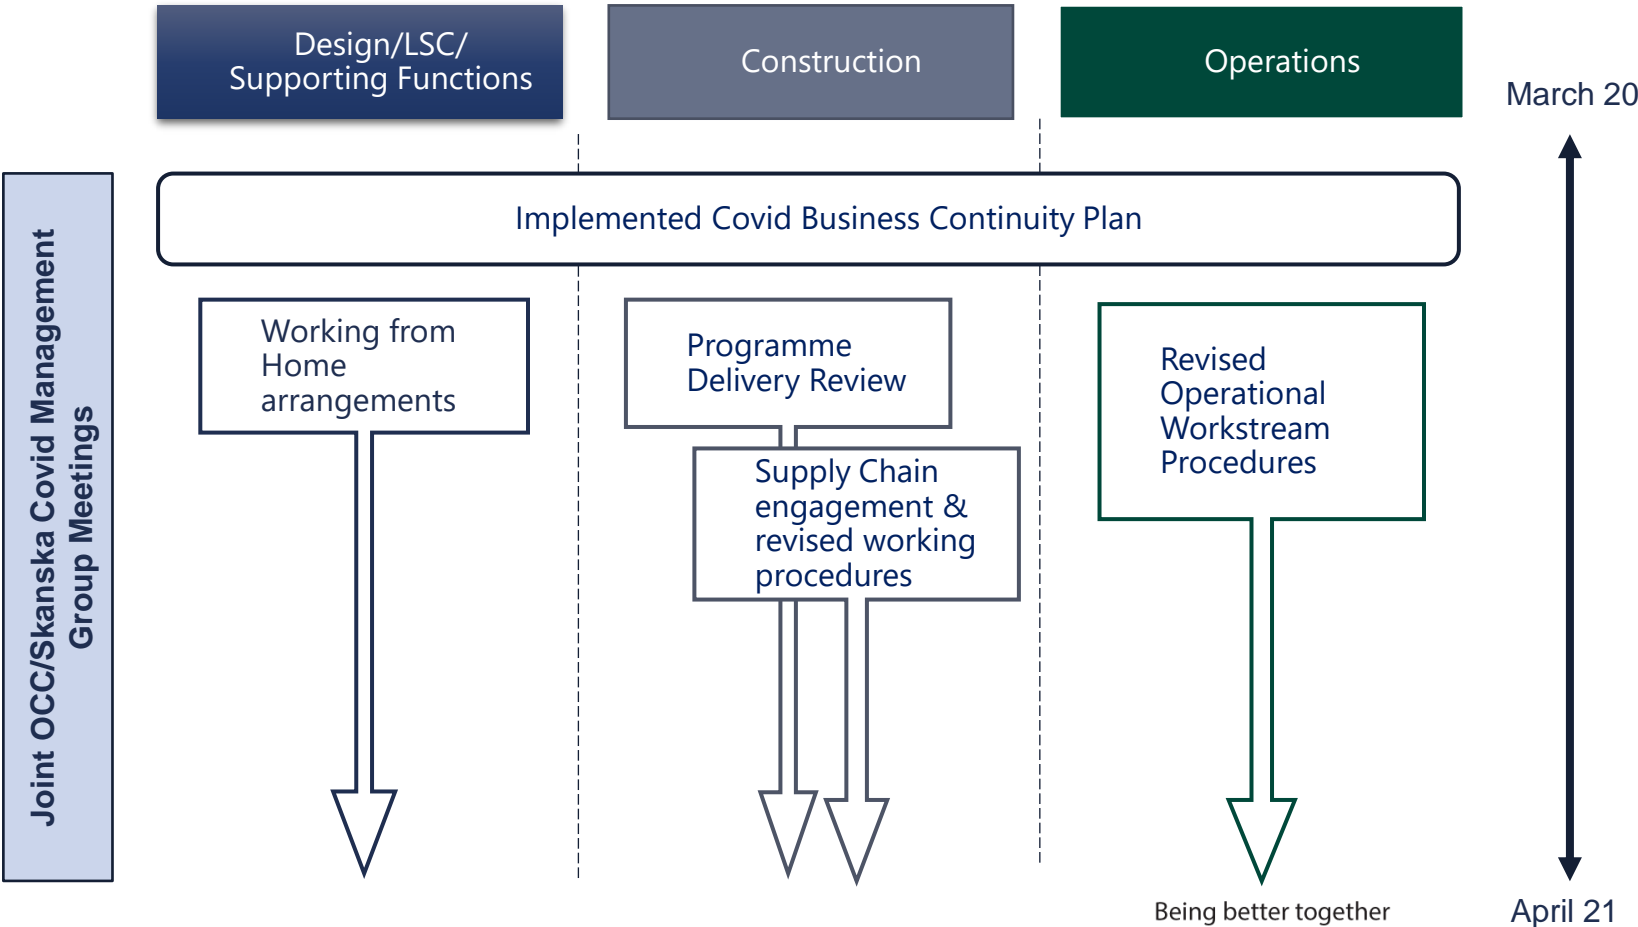 Design/LSC/
Supporting Functions
Construction
Operations
March 20
Joint OCC/Skanska Covid Management
Group Meetings
Implemented Covid Business Continuity Plan
Working from
Home
arrangements
Programme
Delivery Review
Supply Chain
engagement &
revised working
procedures
Revised
Operational
Workstream
Procedures
Being better together
April 21